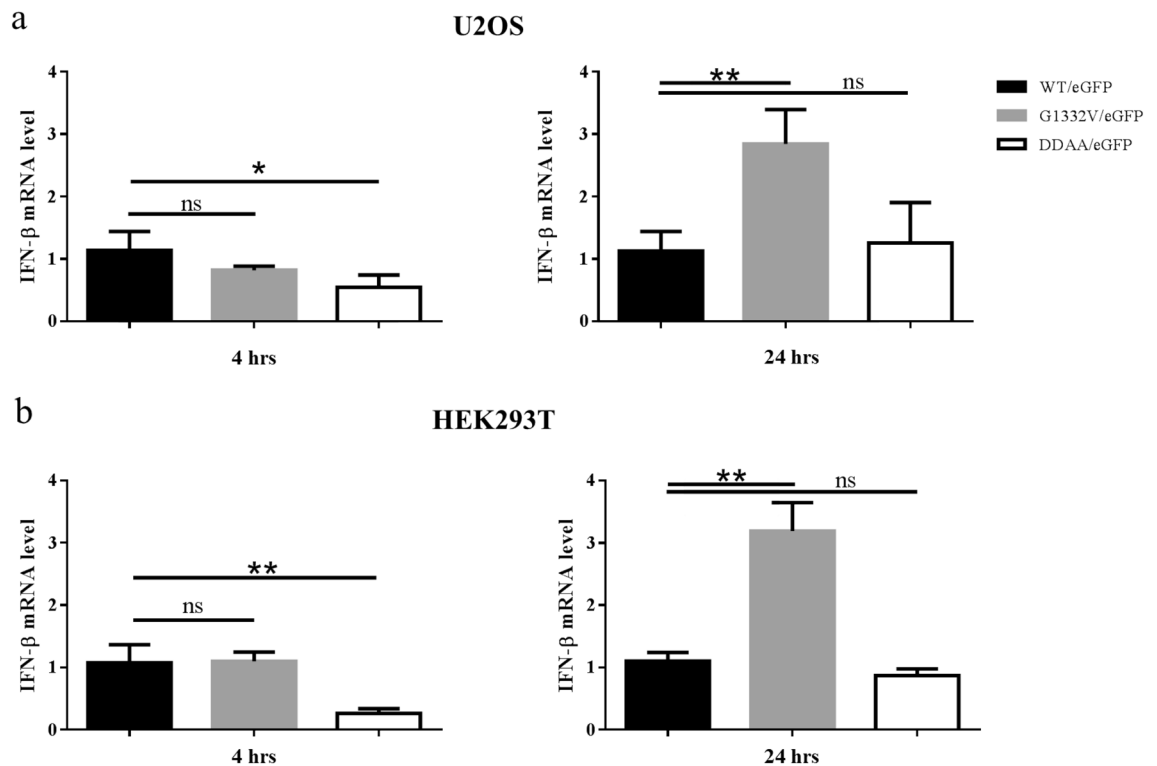 a
U2OS
IFN-β mRNA level
4
3
2
1
0
*
ns
4 hrs
IFN-β mRNA level
4
3
2
1
0
**
ns
24 hrs
WT/eGFP
G1332V/eGFP
DDAA/eGFP
b
HEK293T
IFN-β mRNA level
4
3
2
1
0
**
ns
4 hrs
IFN-β mRNA level
4
3
2
1
0
**
ns
24 hrs